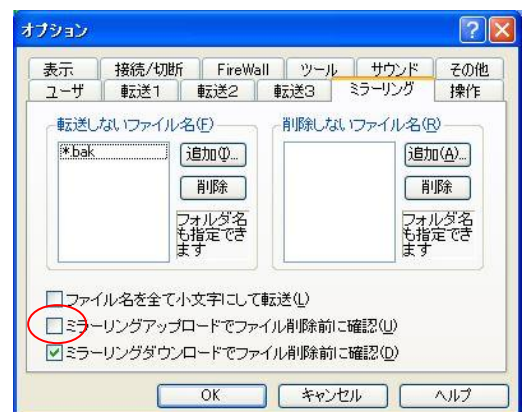 オプション
表示 接続/切断 FireWall ツール サウンド その他
ユーザ 転送1 転送2 転送3 ミラーリング 操作
転送しないファイル名(F) 削除しないファイル名(R)
*.bak 追加(I)... 追加(A)...
削除 削除
フォルダ名も指定できます フォルダ名も指定できます
ファイル名を全て小文字にして転送(L)
ミラーリングアップロードでファイル削除前に確認(U)
ミラーリングダウンロードでファイル削除前に確認(D)
OK キャンセル ヘルプ